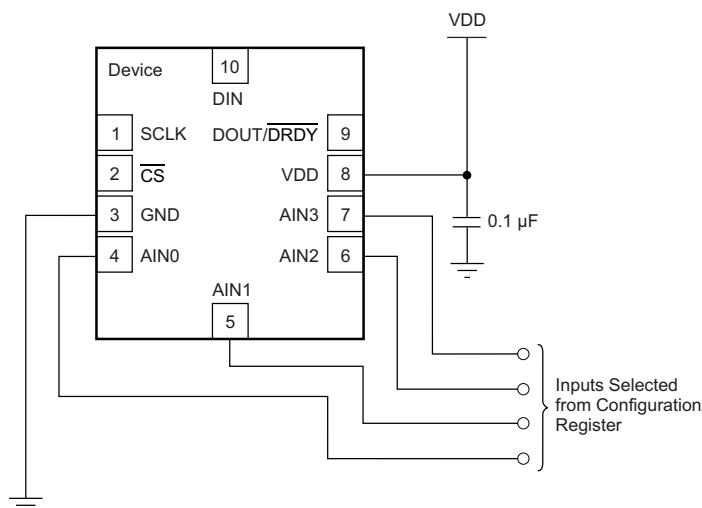 VDD
Device
10
DIN
1 SCLK DOUT/DRDY 9
2 CS VDD 8
3 GND AIN3 7
0.1 µF
4 AIN0 AIN2 6
AIN1
5
Inputs Selected
from Configuration
Register